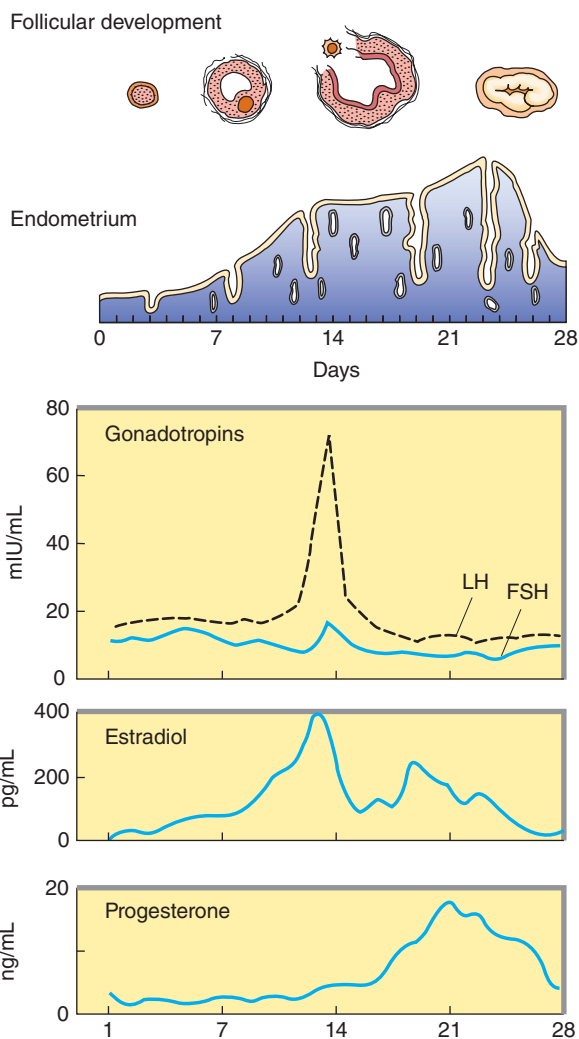 Follicular development
Endometrium
0 7 14 21 28
Days
80
Gonadotropins
60
mIU/mL
40
LH
FSH
20
0
400
Estradiol
pg/mL
200
0
20
Progesterone
ng/mL
0
1 7 14 21 28